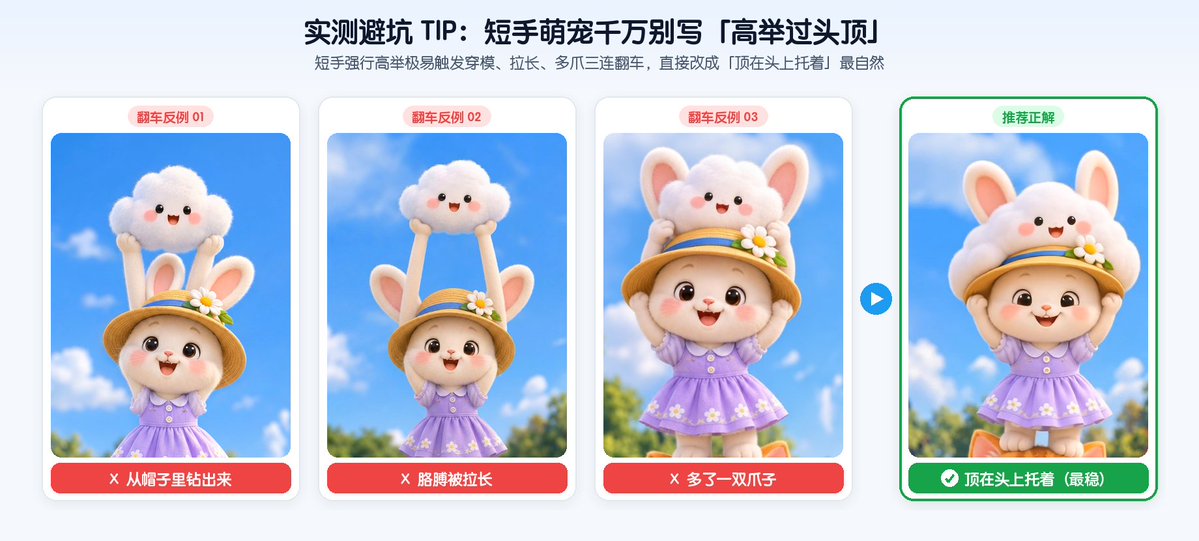 实测避坑 TIP：短手萌宠千万别写「高举过头顶」
短手强行高举极易触发穿模、拉长、多爪三连翻车，直接改成「顶在头上托着」最自然
翻车反例 01
翻车反例 02
翻车反例 03
推荐正解
X 从帽子里钻出来
X 胳膊被拉长
X 多了一双爪子
顶在头上托着（最稳）